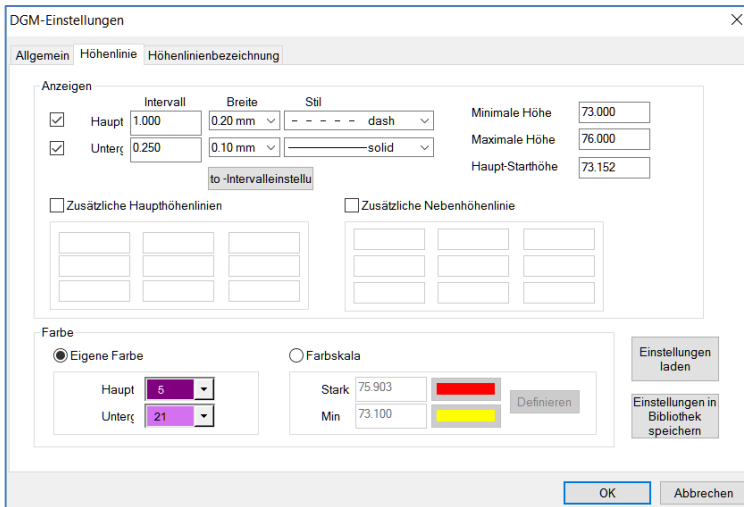 DGM-Einstellungen
Allgemein Höhenlinie Höhenlinienbezeichnung
Anzeigen
Intervall Breite Stil
Haupt 1.000 0.20 mm dash
Unterg 0.250 0.10 mm solid
to -Intervalleinstellu
Minimale Höhe 73.000
Maximale Höhe 76.000
Haupt-Starthöhe 73.152
Zusätzliche Haupthöhenlinien
Zusätzliche Nebenhöhenlinie
Farbe
Eigene Farbe
Haupt 5
Unterg 21
Farbskala
Stark 75.903
Min 73.100
Definieren
Einstellungen
laden
Einstellungen in
Bibliothek
speichern
OK Abbrechen